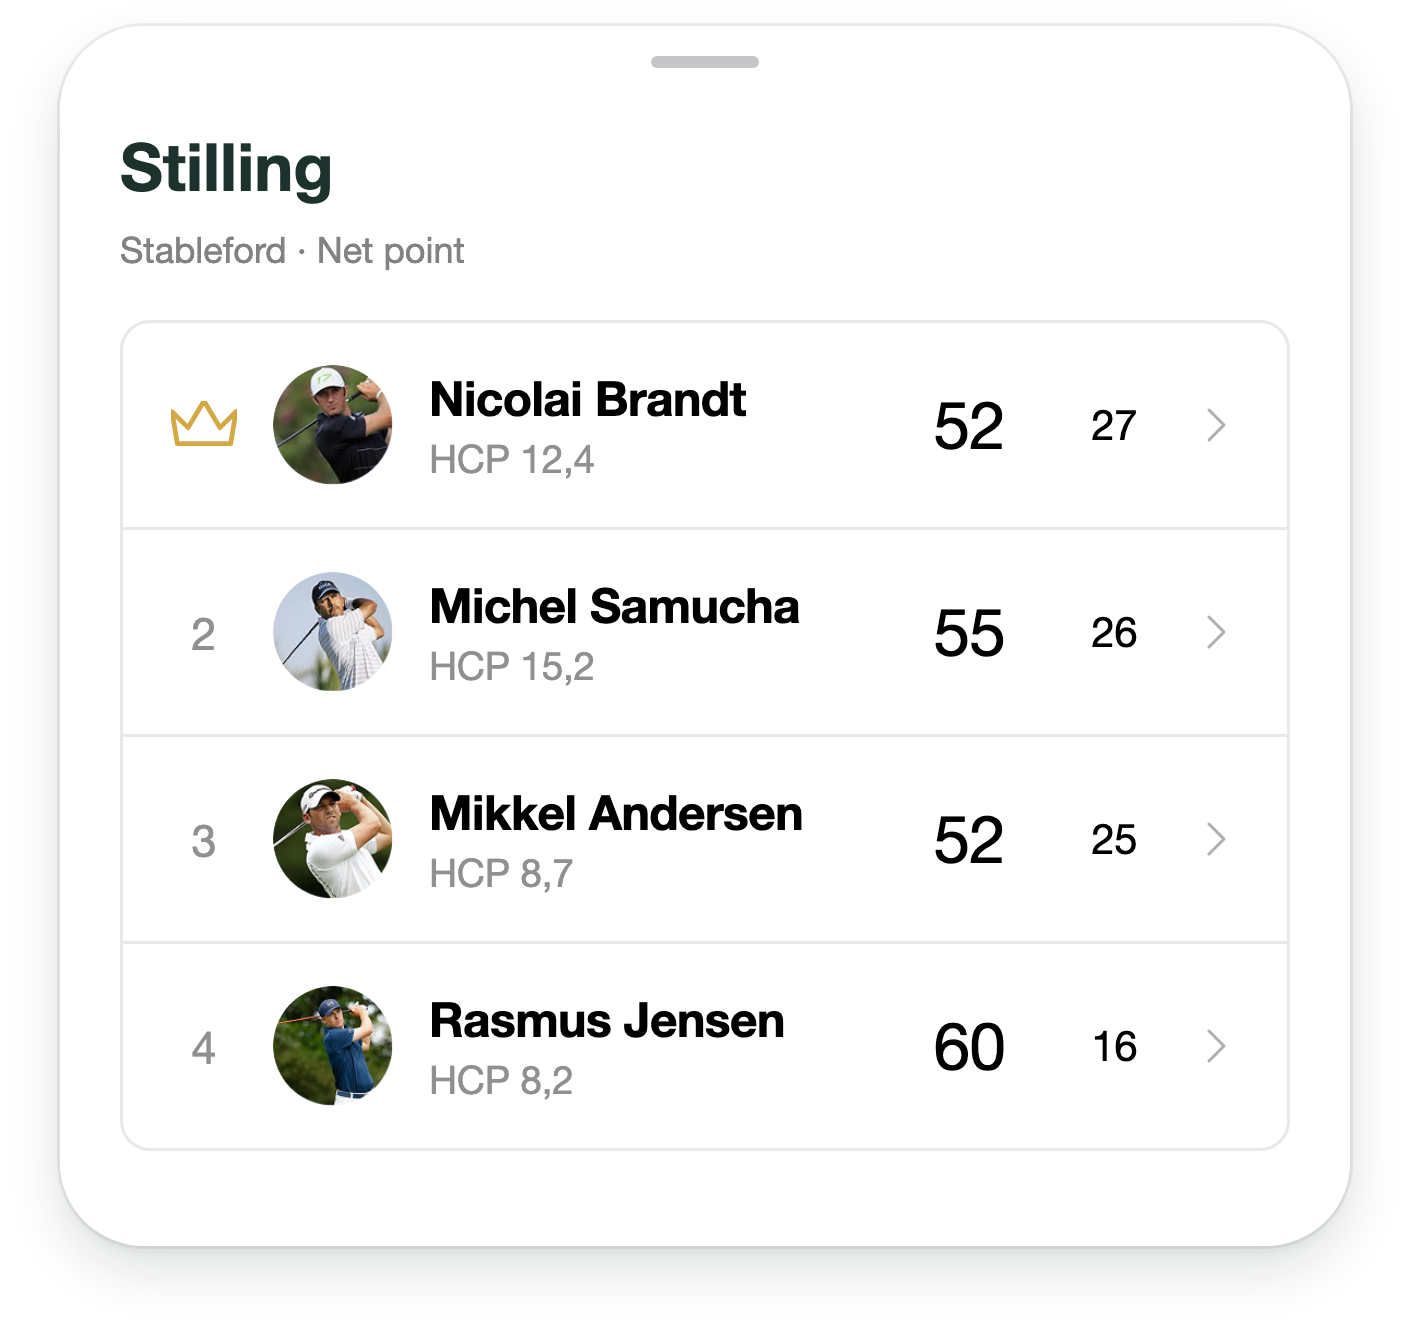 Stilling
Stableford · Net point
Nicolai Brandt
HCP 12,4
52
27
2
Michel Samucha
HCP 15,2
55
26
3
Mikkel Andersen
HCP 8,7
52
25
4
Rasmus Jensen
HCP 8,2
60
16